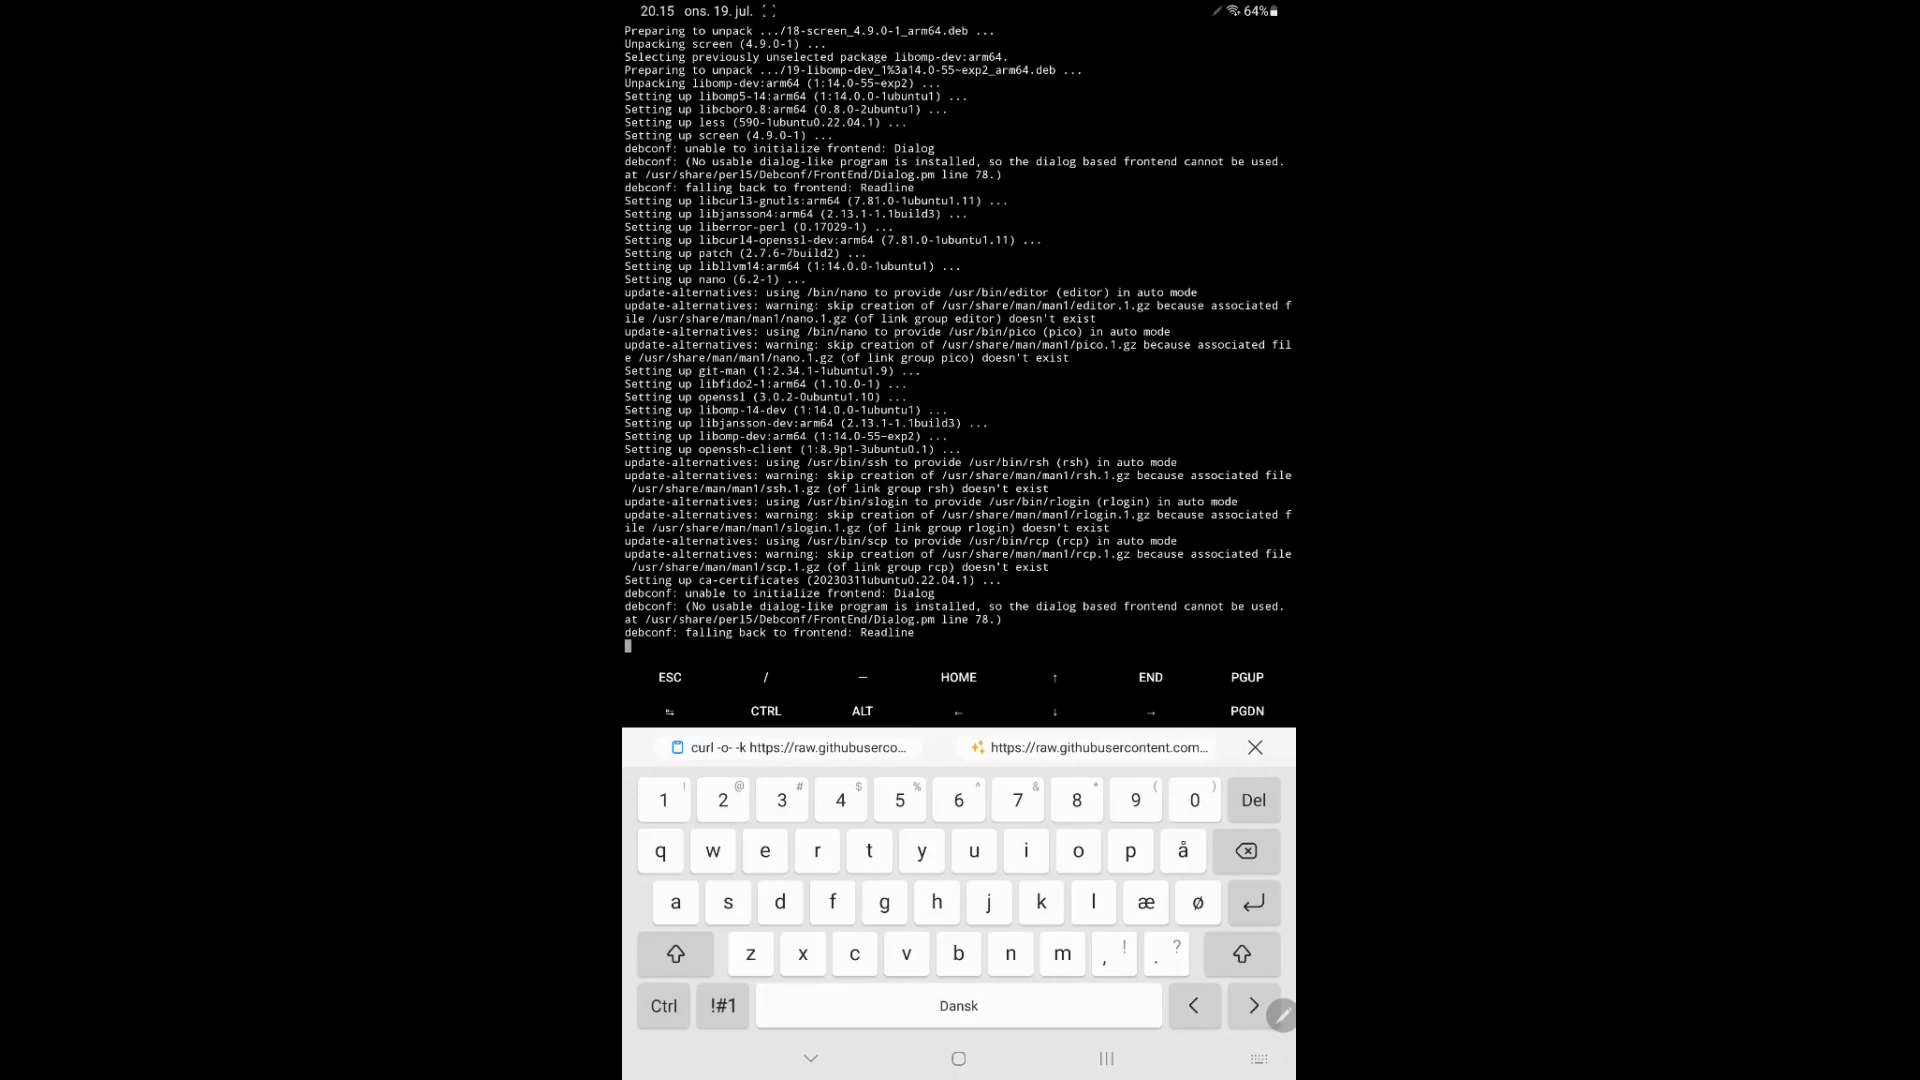 20.15 ons. 19. jul. 64%
Preparing to unpack .../18-screen_4.9.0-1_arm64.deb ...
Unpacking screen (4.9.0-1) ...
Selecting previously unselected package libomp-dev:arm64.
Preparing to unpack .../19-libomp-dev_1%3a14.0-55~exp2_arm64.deb ...
Unpacking libomp-dev:arm64 (1:14.0-55~exp2) ...
Setting up libomp5-14:arm64 (1:14.0.0-1ubuntu1) ...
Setting up libcbor0.8:arm64 (0.8.0-2ubuntu1) ...
Setting up less (590-1ubuntu0.22.04.1) ...
Setting up screen (4.9.0-1) ...
debconf: unable to initialize frontend: Dialog
debconf: (No usable dialog-like program is installed, so the dialog based frontend cannot be used.
at /usr/share/perl5/Debconf/FrontEnd/Dialog.pm line 78.)
debconf: falling back to frontend: Readline
Setting up libcurl3-gnutls:arm64 (7.81.0-1ubuntu1.11) ...
Setting up libjansson4:arm64 (2.13.1-1.1build3) ...
Setting up liberror-perl (0.17029-1) ...
Setting up libcurl4-openssl-dev:arm64 (7.81.0-1ubuntu1.11) ...
Setting up patch (2.7.6-7build2) ...
Setting up libllvm14:arm64 (1:14.0.0-1ubuntu1) ...
Setting up nano (6.2-1) ...
update-alternatives: using /bin/nano to provide /usr/bin/editor (editor) in auto mode
update-alternatives: warning: skip creation of /usr/share/man/man1/editor.1.gz because associated f
ile /usr/share/man/man1/nano.1.gz (of link group editor) doesn't exist
update-alternatives: using /bin/nano to provide /usr/bin/pico (pico) in auto mode
update-alternatives: warning: skip creation of /usr/share/man/man1/pico.1.gz because associated fil
e /usr/share/man/man1/nano.1.gz (of link group pico) doesn't exist
Setting up git-man (1:2.34.1-1ubuntu1.9) ...
Setting up libfido2-1:arm64 (1.10.0-1) ...
Setting up openssl (3.0.2-0ubuntu1.10) ...
Setting up libomp-14-dev (1:14.0.0-1ubuntu1) ...
Setting up libjansson-dev:arm64 (2.13.1-1.1build3) ...
Setting up libomp-dev:arm64 (1:14.0-55~exp2) ...
Setting up openssh-client (1:8.9p1-3ubuntu0.1) ...
update-alternatives: using /usr/bin/ssh to provide /usr/bin/rsh (rsh) in auto mode
update-alternatives: warning: skip creation of /usr/share/man/man1/rsh.1.gz because associated file
/usr/share/man/man1/ssh.1.gz (of link group rsh) doesn't exist
update-alternatives: using /usr/bin/slogin to provide /usr/bin/rlogin (rlogin) in auto mode
update-alternatives: warning: skip creation of /usr/share/man/man1/rlogin.1.gz because associated f
ile /usr/share/man/man1/slogin.1.gz (of link group rlogin) doesn't exist
update-alternatives: using /usr/bin/scp to provide /usr/bin/rcp (rcp) in auto mode
update-alternatives: warning: skip creation of /usr/share/man/man1/rcp.1.gz because associated file
/usr/share/man/man1/scp.1.gz (of link group rcp) doesn't exist
Setting up ca-certificates (20230311ubuntu0.22.04.1) ...
debconf: unable to initialize frontend: Dialog
debconf: (No usable dialog-like program is installed, so the dialog based frontend cannot be used.
at /usr/share/perl5/Debconf/FrontEnd/Dialog.pm line 78.)
debconf: falling back to frontend: Readline
ESC / — HOME ↑ END PGUP
↹ CTRL ALT ← ↓ → PGDN
curl -o- -k https://raw.githubuserco... https://raw.githubusercontent.com...
! @ # $ % ^ & * ( )
1 2 3 4 5 6 7 8 9 0 Del
q w e r t y u i o p å
a s d f g h j k l æ ø
z x c v b n m , ! . ?
Ctrl !#1 Dansk < >